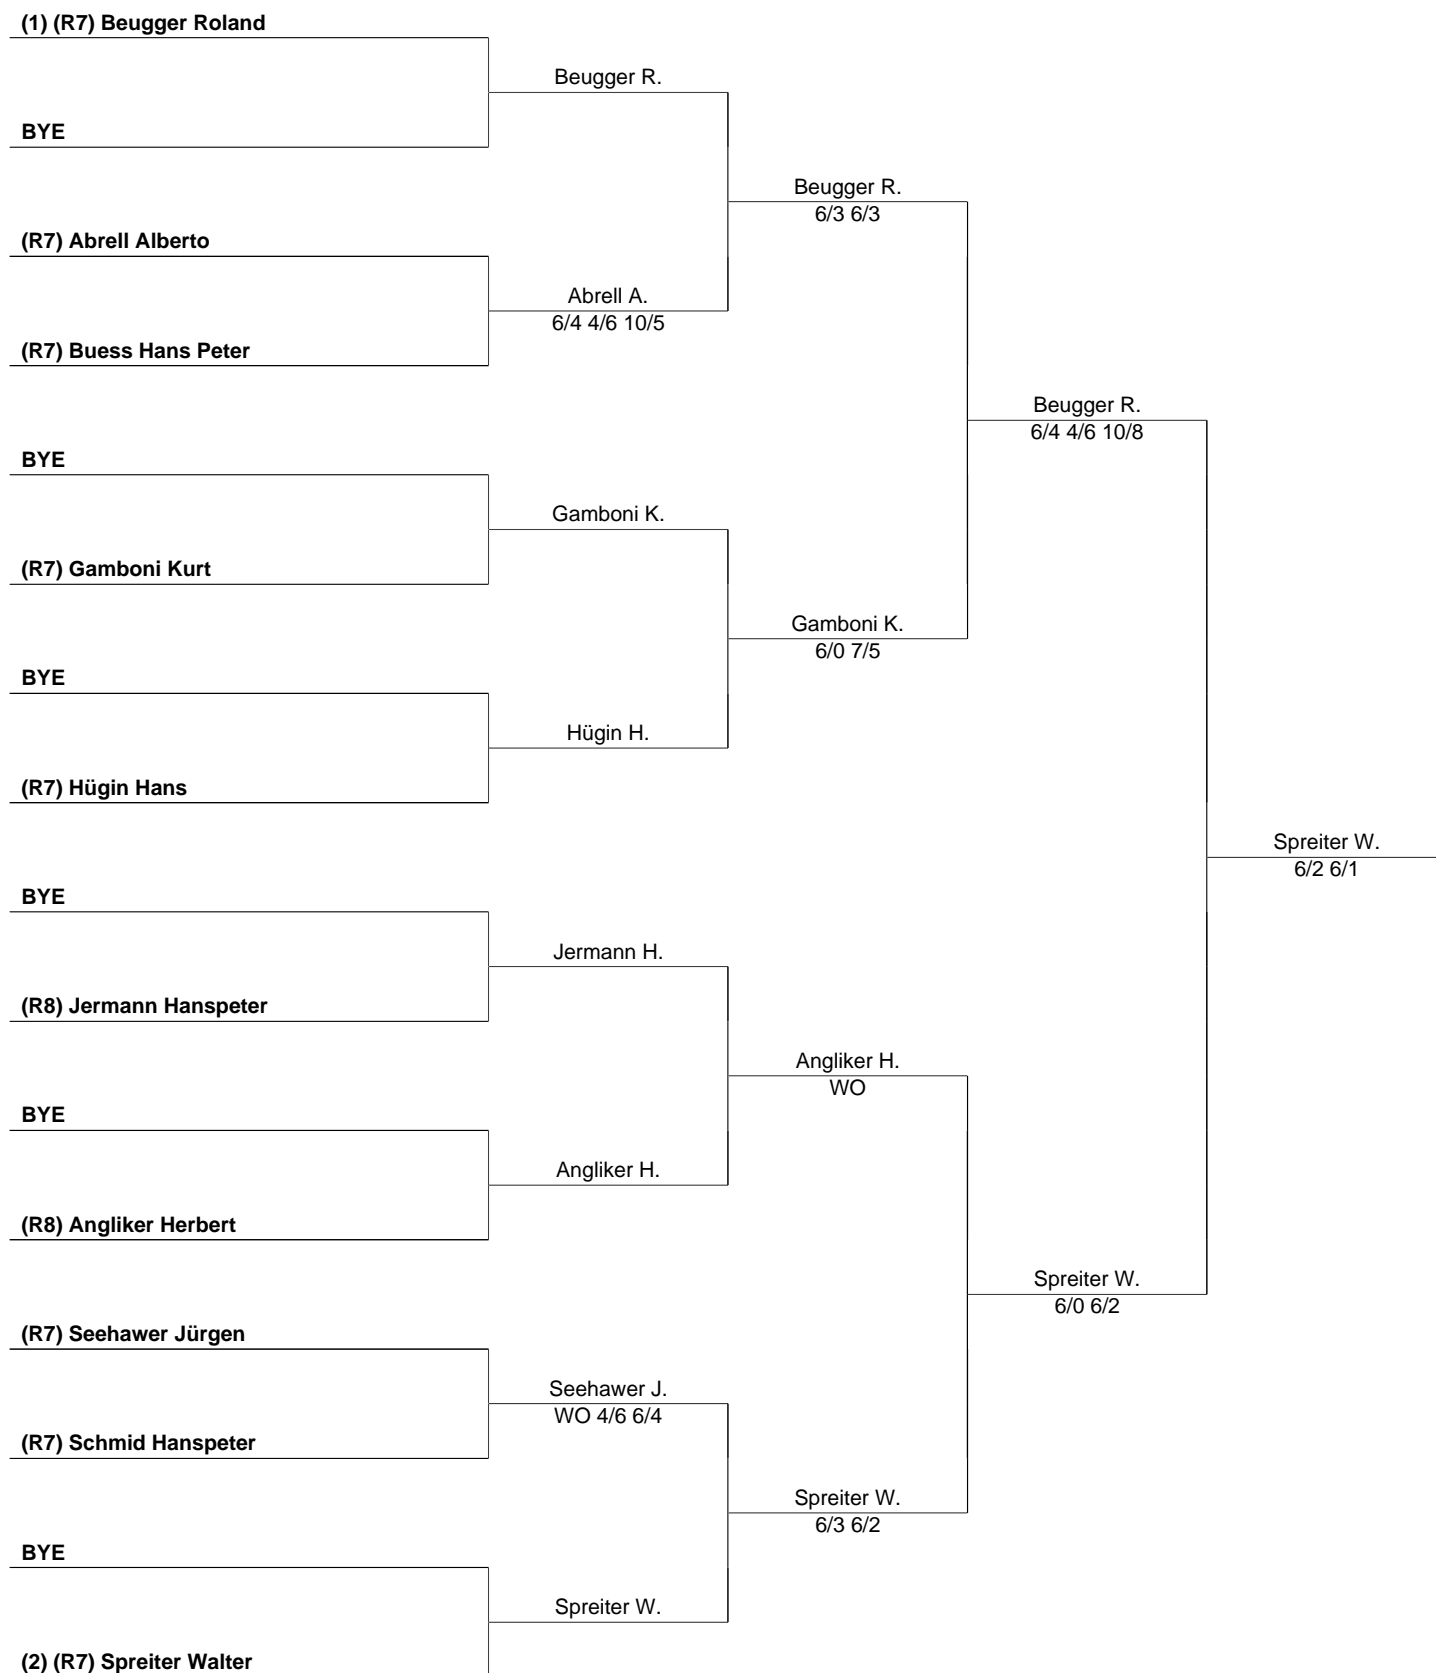 (1) (R7) Beugger Roland
Beugger R.
BYE
Beugger R.
6/3 6/3
(R7) Abrell Alberto
Abrell A.
6/4 4/6 10/5
(R7) Buess Hans Peter
Beugger R.
6/4 4/6 10/8
BYE
Gamboni K.
(R7) Gamboni Kurt
Gamboni K.
6/0 7/5
BYE
Hügin H.
(R7) Hügin Hans
Spreiter W.
6/2 6/1
BYE
Jermann H.
(R8) Jermann Hanspeter
Angliker H.
WO
BYE
Angliker H.
(R8) Angliker Herbert
Spreiter W.
6/0 6/2
(R7) Seehawer Jürgen
Seehawer J.
WO 4/6 6/4
(R7) Schmid Hanspeter
Spreiter W.
6/3 6/2
BYE
Spreiter W.
(2) (R7) Spreiter Walter